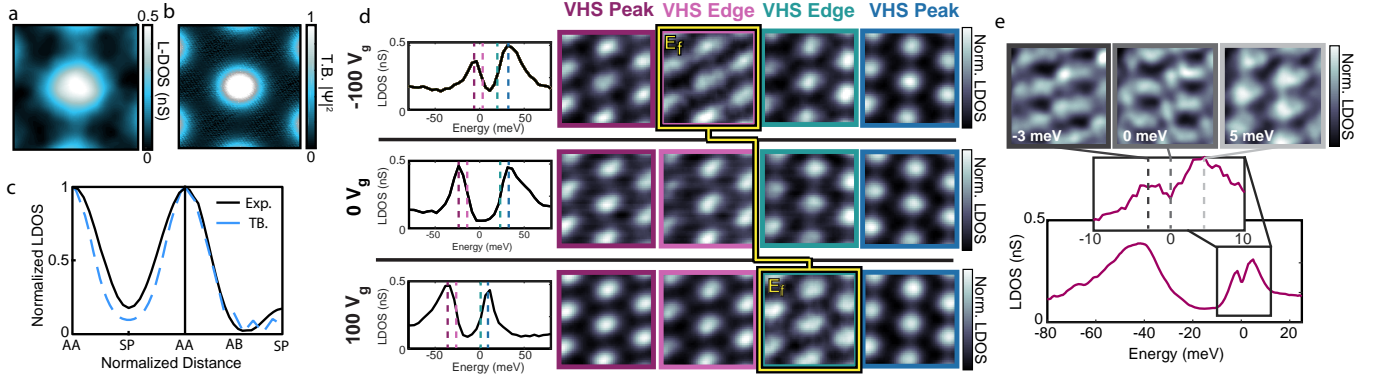 a
0.5
L-DOS (nS)
0
b
1
T.B. |Ψ|²
0
c
1
0.5
0
Normalized LDOS
Exp.
TB.
AA SP AA AB SP
Normalized Distance
d
VHS Peak VHS Edge VHS Edge VHS Peak
-100 Vg
0.5
0
LDOS (nS)
-50 0 50
Energy (meV)
Ef
Norm. LDOS
0 Vg
0.5
0
LDOS (nS)
-50 0 50
Energy (meV)
Norm. LDOS
100 Vg
0.5
0
LDOS (nS)
-50 0 50
Energy (meV)
Ef
Norm. LDOS
e
-3 meV 0 meV 5 meV
Norm. LDOS
-10 0 10
0.5
0
LDOS (nS)
-80 -60 -40 -20 0 20
Energy (meV)